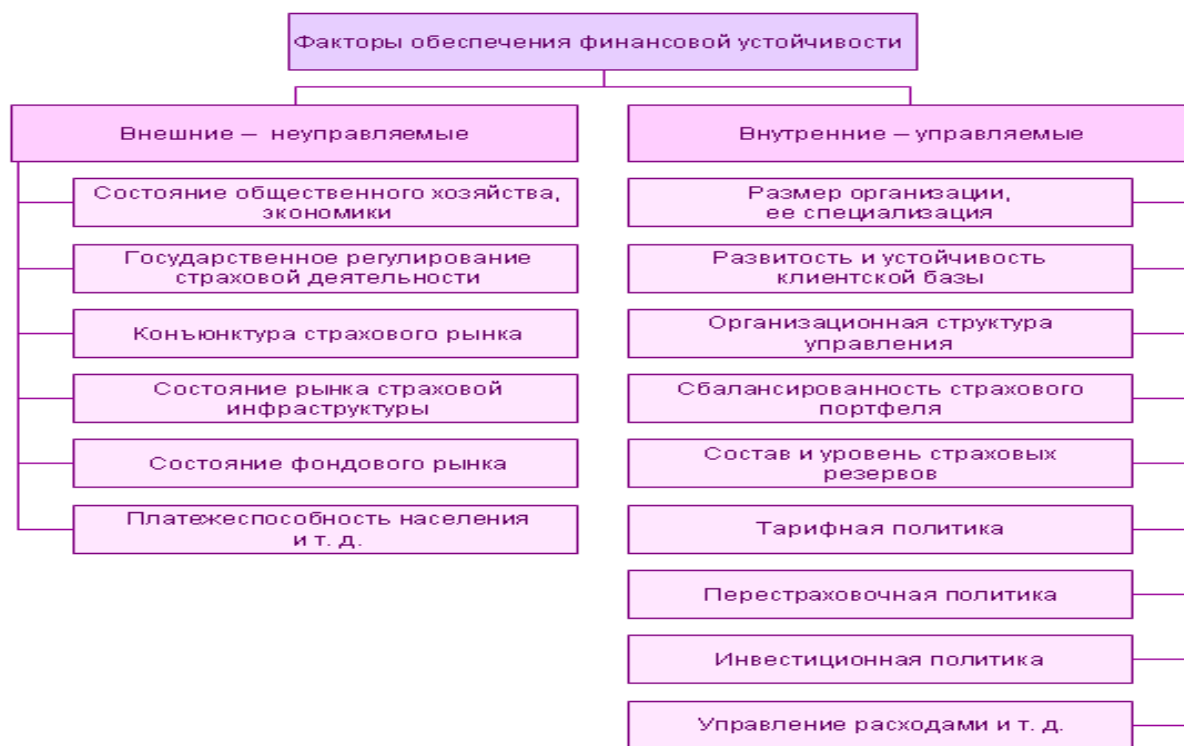 Факторы обеспечения финансовой устойчивости
Внешние – неуправляемые
Состояние общественного хозяйства,
экономики
Государственное регулирование
страховой деятельности
Конъюнктура страхового рынка
Состояние рынка страховой
инфраструктуры
Состояние фондового рынка
Платежеспособность населения
и т. д.
Внутренние – управляемые
Размер организации,
ее специализация
Развитость и устойчивость
клиентской базы
Организационная структура
управления
Сбалансированность страхового
портфеля
Состав и уровень страховых
резервов
Тарифная политика
Перестраховочная политика
Инвестиционная политика
Управление расходами и т. д.